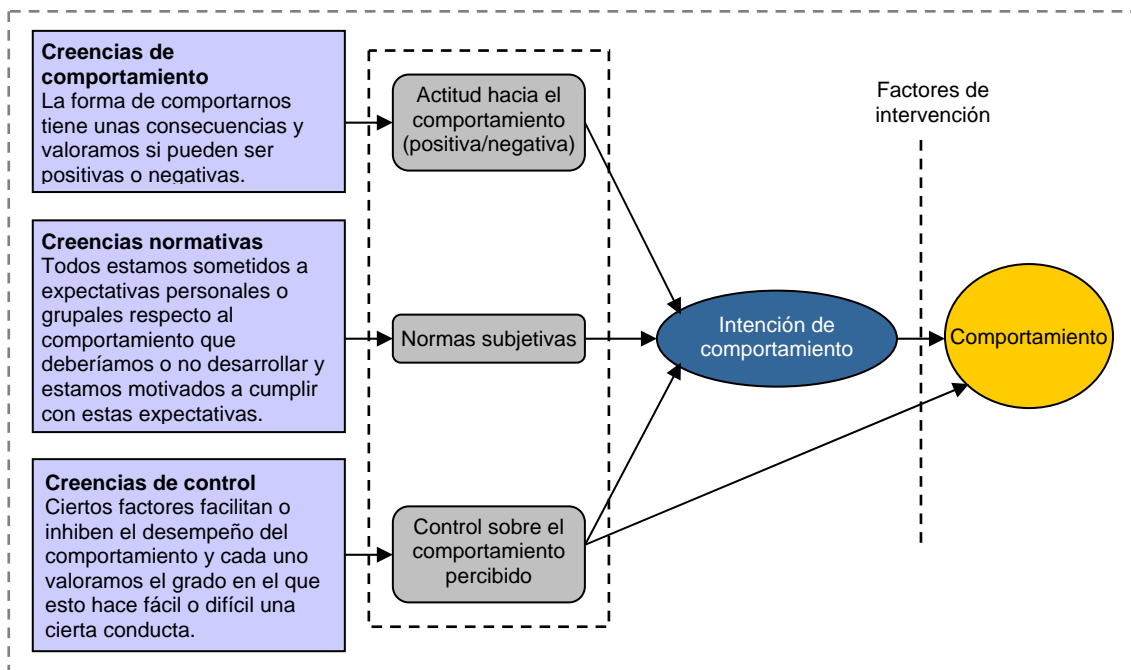 Creencias de
comportamiento
La forma de comportarnos
tiene unas consecuencias y
valoramos si pueden ser
positivas o negativas.
Creencias normativas
Todos estamos sometidos a
expectativas personales o
grupales respecto al
comportamiento que
deberíamos o no desarrollar y
estamos motivados a cumplir
con estas expectativas.
Creencias de control
Ciertos factores facilitan o
inhiben el desempeño del
comportamiento y cada uno
valoramos el grado en el que
esto hace fácil o difícil una
cierta conducta.
Actitud hacia el
comportamiento
(positiva/negativa)
Normas subjetivas
Control sobre el
comportamiento
percibido
Intención de
comportamiento
Factores de
intervención
Comportamiento